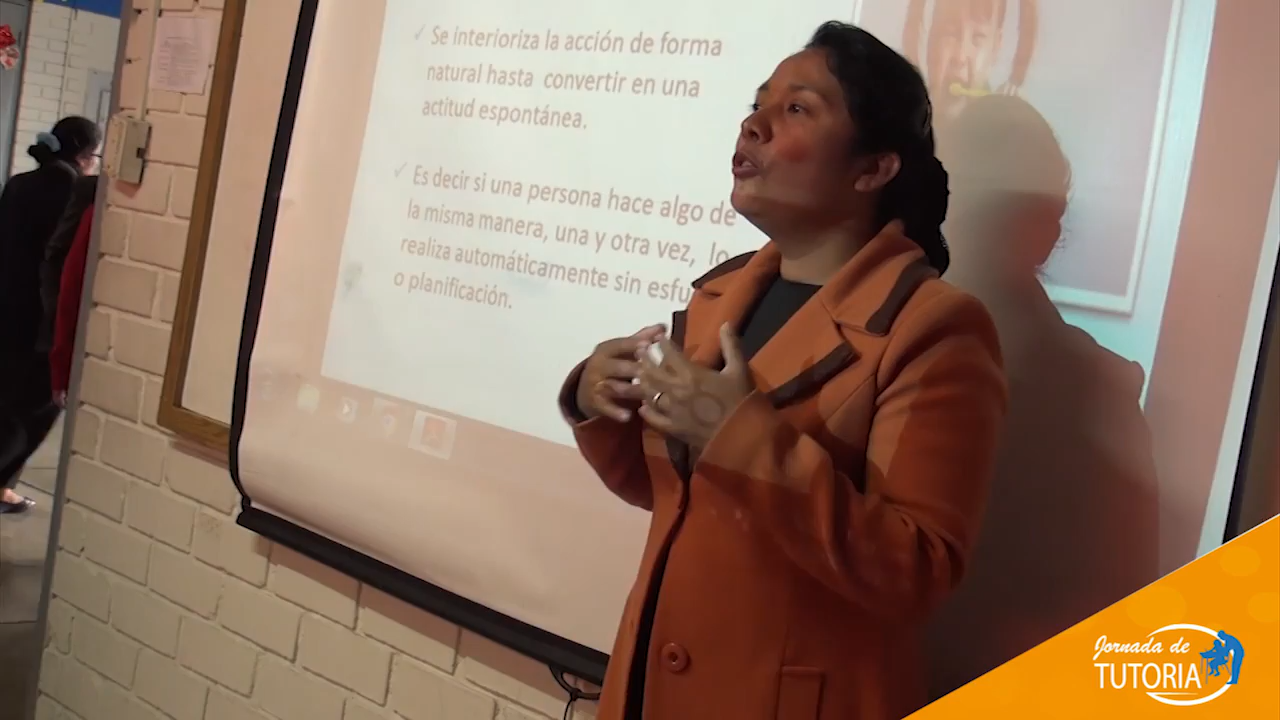 ✓ Se interioriza la acción de forma
natural hasta convertir en una
actitud espontánea.
✓ Es decir si una persona hace algo de
la misma manera, una y otra vez, lo
realiza automáticamente sin esfu
o planificación.
Jornada de
TUTORIA